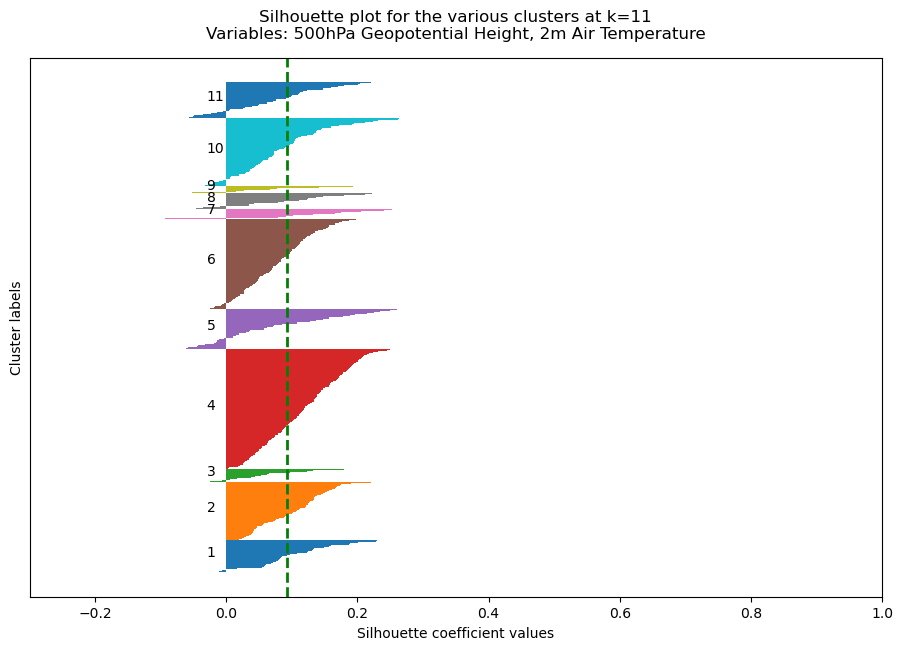 Silhouette plot for the various clusters at k=11
Variables: 500hPa Geopotential Height, 2m Air Temperature
11
10
9
8
7
6
5
4
3
2
1
Cluster labels
−0.2 0.0 0.2 0.4 0.6 0.8 1.0
Silhouette coefficient values